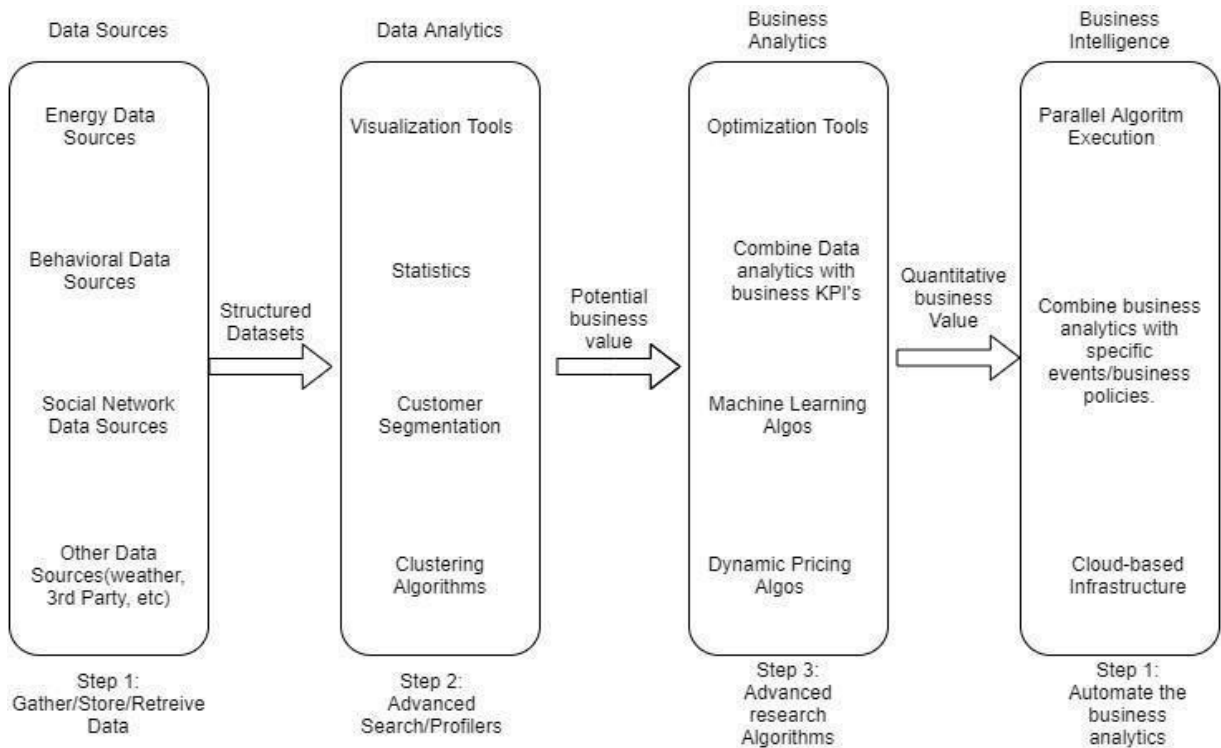 Data Sources
Energy Data
Sources
Behavioral Data
Sources
Social Network
Data Sources
Other Data
Sources(weather,
3rd Party, etc)
Step 1:
Gather/Store/Retreive
Data
Structured
Datasets
Data Analytics
Visualization Tools
Statistics
Customer
Segmentation
Clustering
Algorithms
Step 2:
Advanced
Search/Profilers
Potential
business
value
Business
Analytics
Optimization Tools
Combine Data
analytics with
business KPI's
Machine Learning
Algos
Dynamic Pricing
Algos
Step 3:
Advanced
research
Algorithms
Quantitative
business
Value
Business
Intelligence
Parallel Algoritm
Execution
Combine business
analytics with
specific
events/business
policies.
Cloud-based
Infrastructure
Step 1:
Automate the
business
analytics